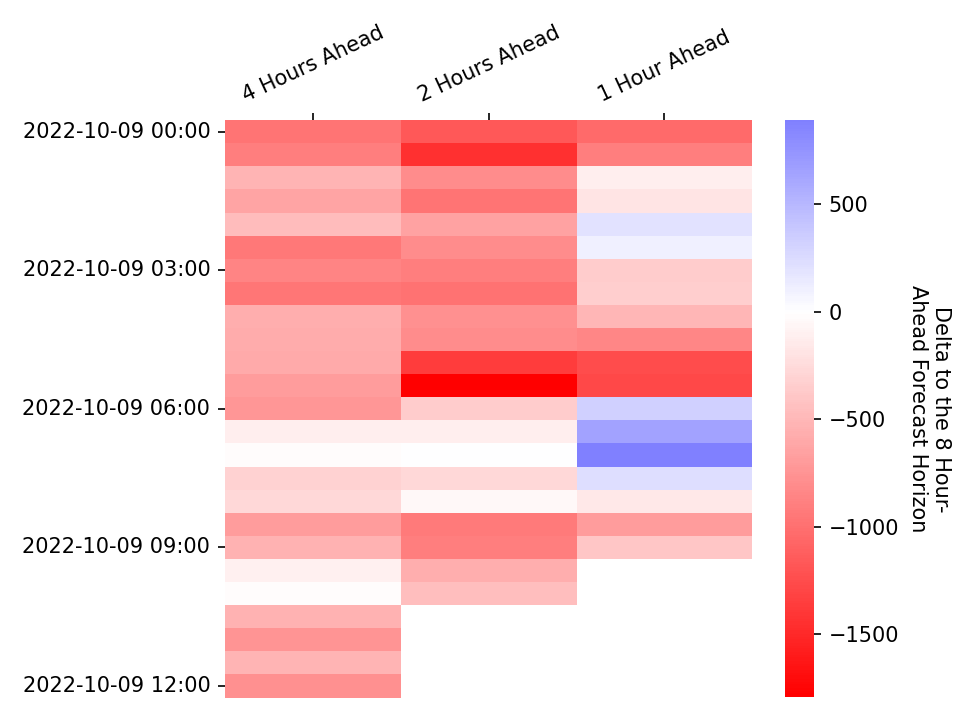 4 Hours Ahead
2 Hours Ahead
1 Hour Ahead
2022-10-09 00:00
2022-10-09 03:00
2022-10-09 06:00
2022-10-09 09:00
2022-10-09 12:00
500
0
−500
−1000
−1500
Delta to the 8 Hour-
Ahead Forecast Horizon